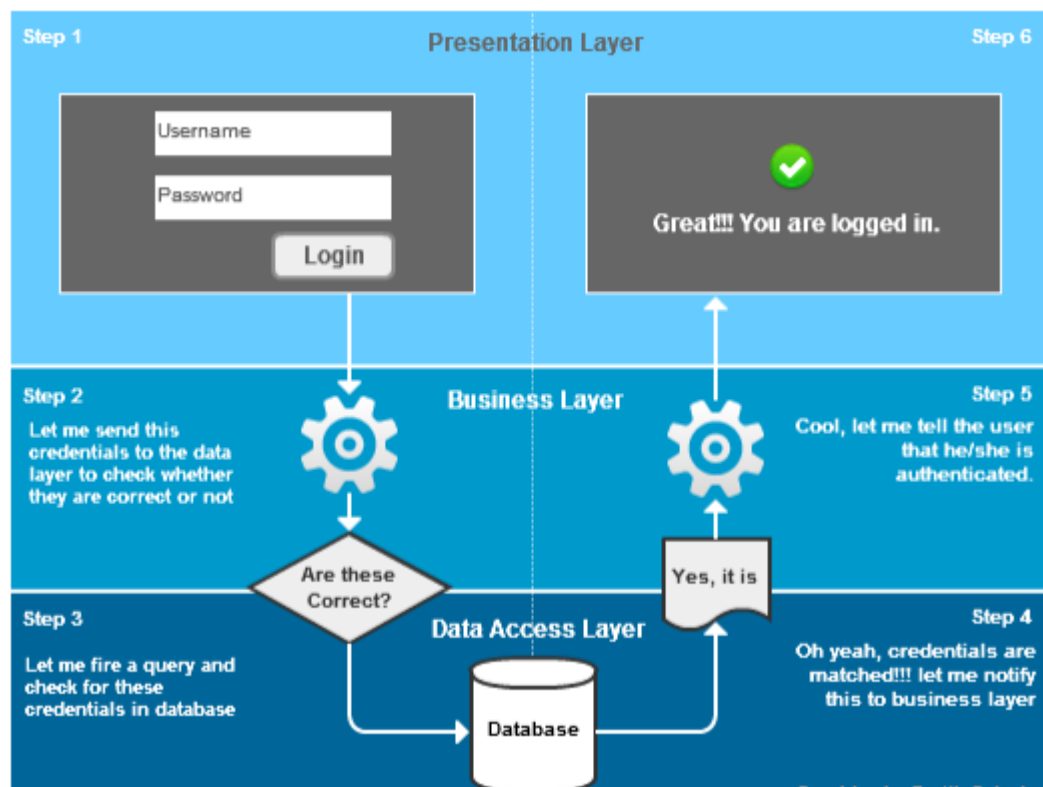 Step 1
Presentation Layer
Step 6
Username
Password
Login
Great!!! You are logged in.
Step 2
Let me send this
credentials to the data
layer to check whether
they are correct or not
Business Layer
Step 5
Cool, let me tell the user
that he/she is
authenticated.
Are these
Correct?
Yes, it is
Step 3
Let me fire a query and
check for these
credentials in database
Data Access Layer
Database
Step 4
Oh yeah, credentials are
matched!!! let me notify
this to business layer